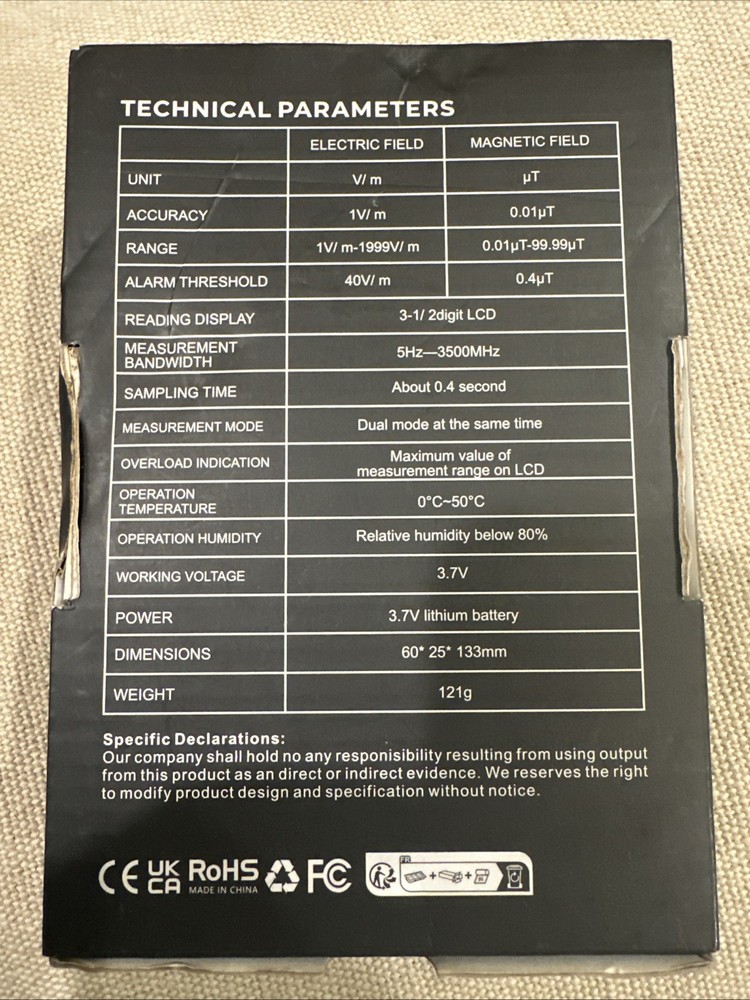 TECHNICAL PARAMETERS
ELECTRIC FIELD MAGNETIC FIELD
UNIT V/ m µT
ACCURACY 1V/ m 0.01µT
RANGE 1V/ m-1999V/ m 0.01µT-99.99µT
ALARM THRESHOLD 40V/ m 0.4µT
READING DISPLAY 3-1/ 2digit LCD
MEASUREMENT
BANDWIDTH
5Hz—3500MHz
SAMPLING TIME About 0.4 second
MEASUREMENT MODE Dual mode at the same time
OVERLOAD INDICATION
Maximum value of
measurement range on LCD
OPERATION
TEMPERATURE
0°C~50°C
OPERATION HUMIDITY Relative humidity below 80%
WORKING VOLTAGE 3.7V
POWER 3.7V lithium battery
DIMENSIONS 60* 25* 133mm
WEIGHT 121g
Specific Declarations:
Our company shall hold no any responisibility resulting from using output
from this product as an direct or indirect evidence. We reserves the right
to modify product design and specification without notice.
CE UK
CA RoHS
MADE IN CHINA
FC
FR